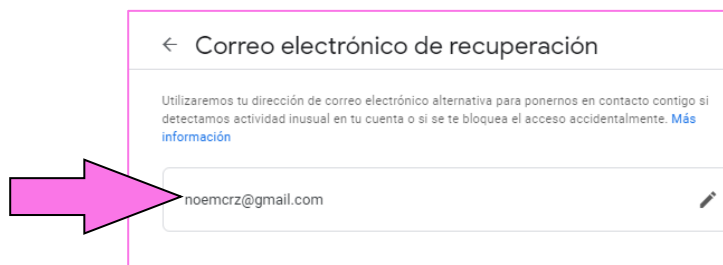 Correo electrónico de recuperación
Utilizaremos tu dirección de correo electrónico alternativa para ponernos en contacto contigo si
detectamos actividad inusual en tu cuenta o si se te bloquea el acceso accidentalmente. Más
información
noemcrz@gmail.com